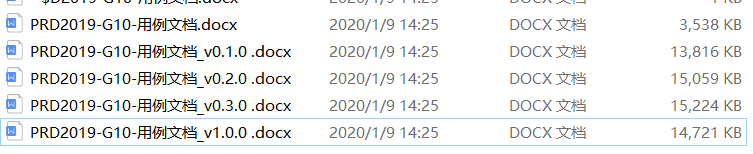 PRD2019-G10-用例文档.docx 2020/1/9 14:25 DOCX 文档 3,538 KB
PRD2019-G10-用例文档_v0.1.0 .docx 2020/1/9 14:25 DOCX 文档 13,816 KB
PRD2019-G10-用例文档_v0.2.0 .docx 2020/1/9 14:25 DOCX 文档 15,059 KB
PRD2019-G10-用例文档_v0.3.0 .docx 2020/1/9 14:25 DOCX 文档 15,224 KB
PRD2019-G10-用例文档_v1.0.0 .docx 2020/1/9 14:25 DOCX 文档 14,721 KB